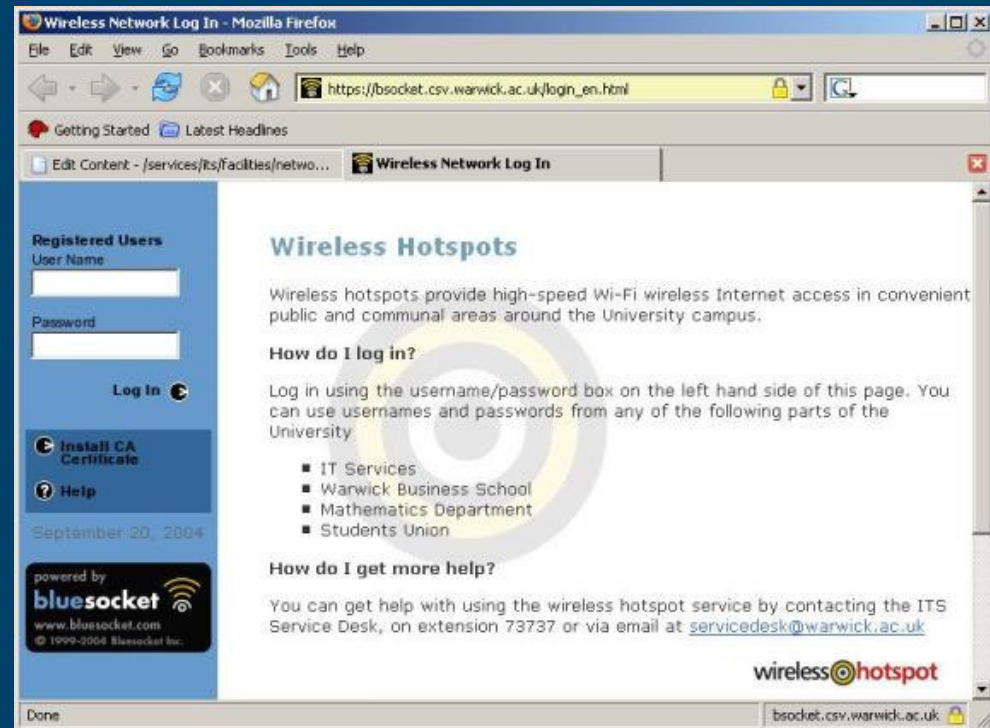 Wireless Network Log In - Mozilla Firefox
File Edit View Go Bookmarks Tools Help
https://bsocket.csv.warwick.ac.uk/login_en.html
G
Getting Started Latest Headlines
Edit Content - /services/its/facilities/netwo... Wireless Network Log In
Registered Users
User Name
Password
Log In
Install CA
Certificate
Help
September 20, 2004
powered by
bluesocket
www.bluesocket.com
© 1999-2004 Bluesocket Inc.
Wireless Hotspots
Wireless hotspots provide high-speed Wi-Fi wireless Internet access in convenient
public and communal areas around the University campus.
How do I log in?
Log in using the username/password box on the left hand side of this page. You
can use usernames and passwords from any of the following parts of the
University
IT Services
Warwick Business School
Mathematics Department
Students Union
How do I get more help?
You can get help with using the wireless hotspot service by contacting the ITS
Service Desk, on extension 73737 or via email at servicedesk@warwick.ac.uk
wireless hotspot
Done bsocket.csv.warwick.ac.uk